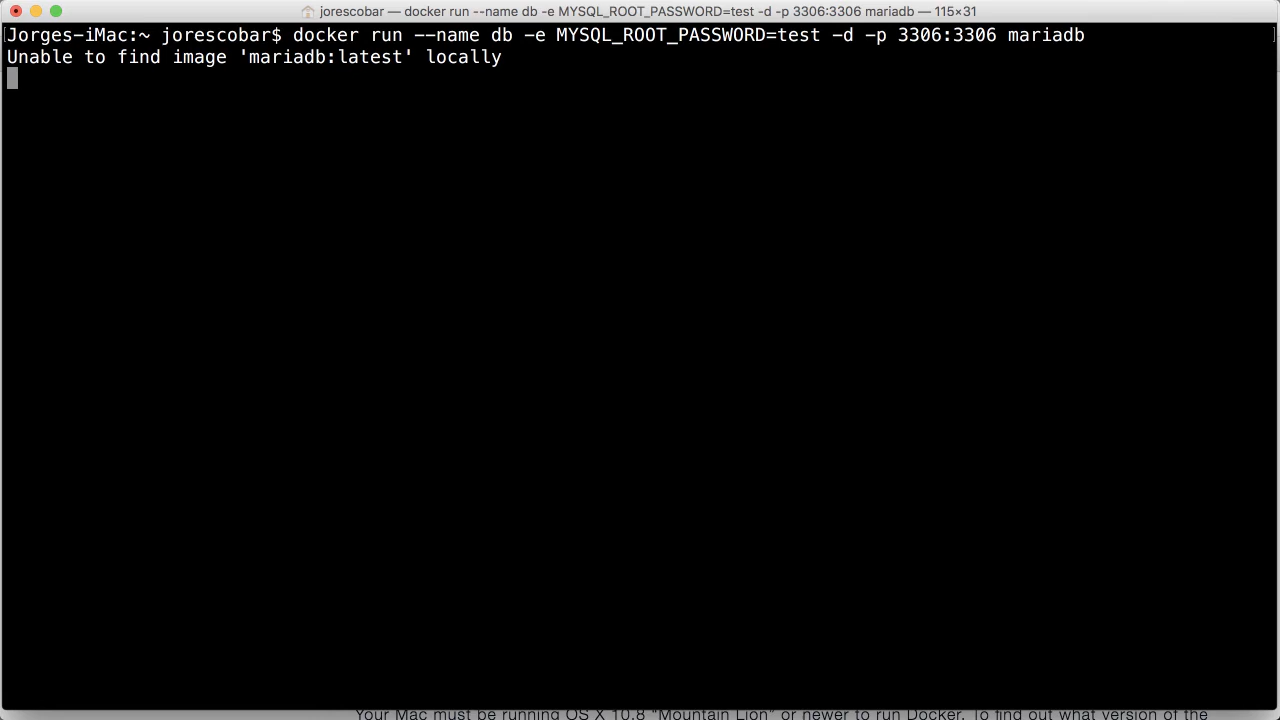 jorescobar — docker run --name db -e MYSQL_ROOT_PASSWORD=test -d -p 3306:3306 mariadb — 115×31
Jorges-iMac:~ jorescobar$ docker run --name db -e MYSQL_ROOT_PASSWORD=test -d -p 3306:3306 mariadb
Unable to find image 'mariadb:latest' locally
Your Mac must be running OS X 10.8 "Mountain Lion" or newer to run Docker. To find out what version of the